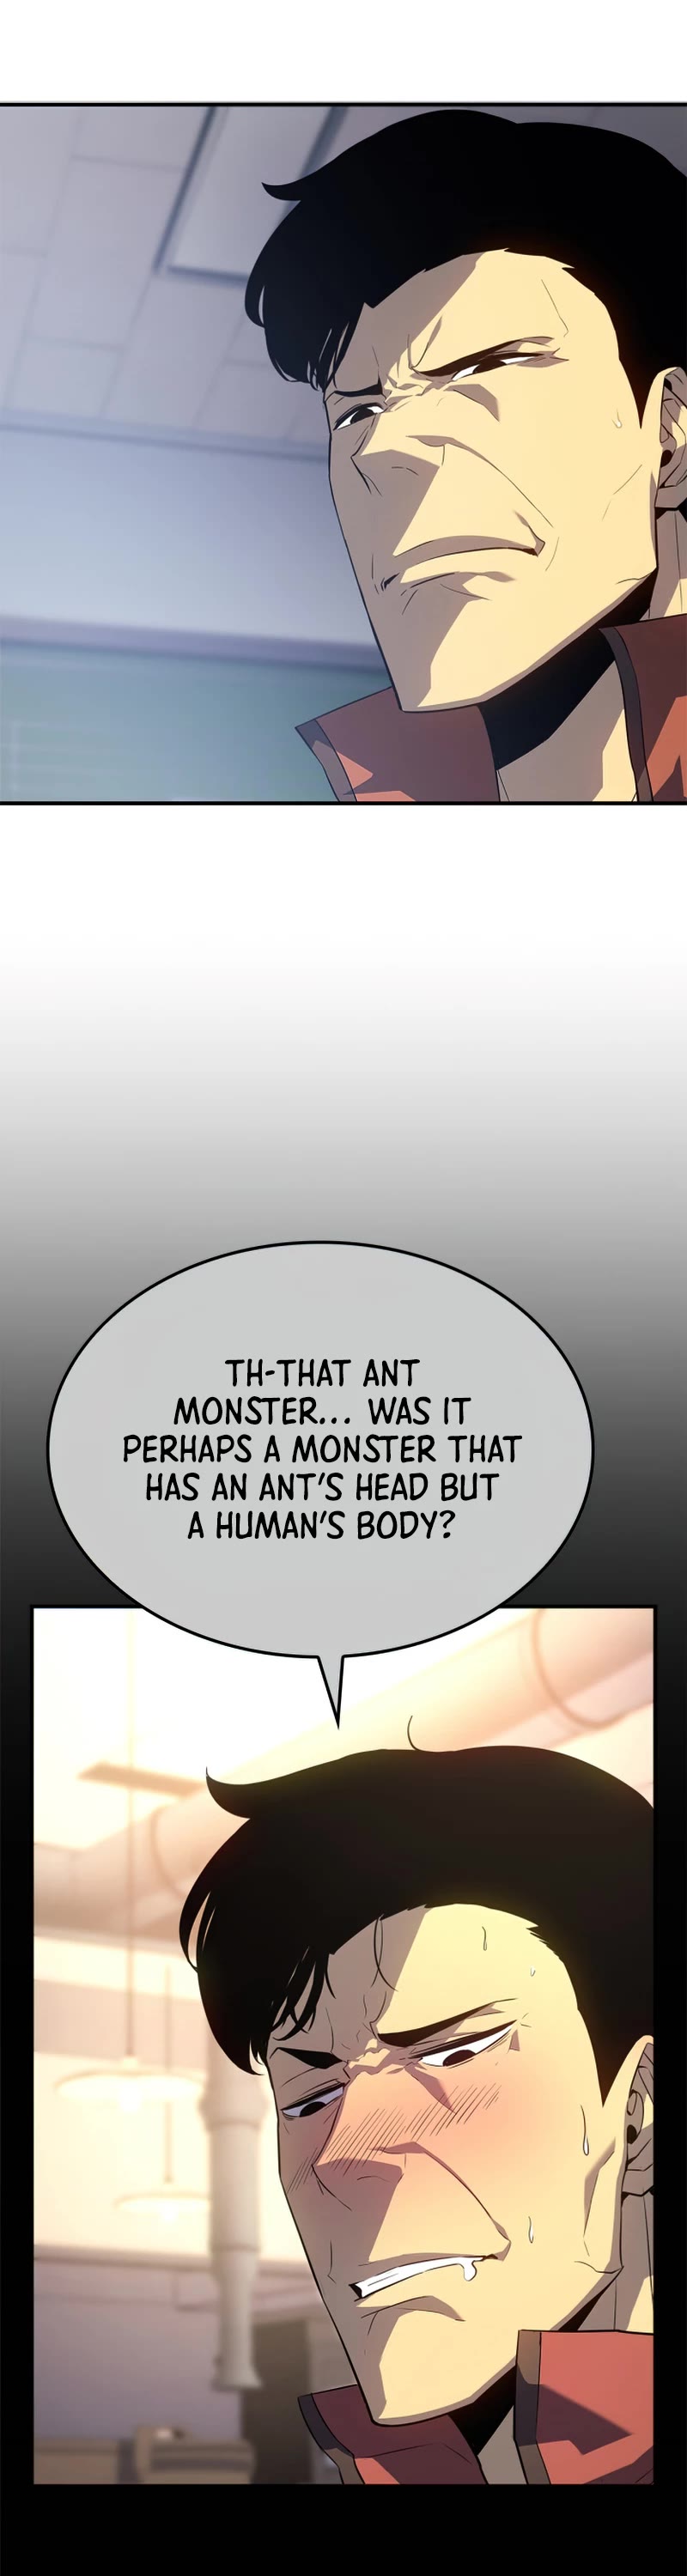 TH-THAT ANT
MONSTER... WAS IT
PERHAPS A MONSTER THAT
HAS AN ANT'S HEAD BUT
A HUMAN'S BODY?